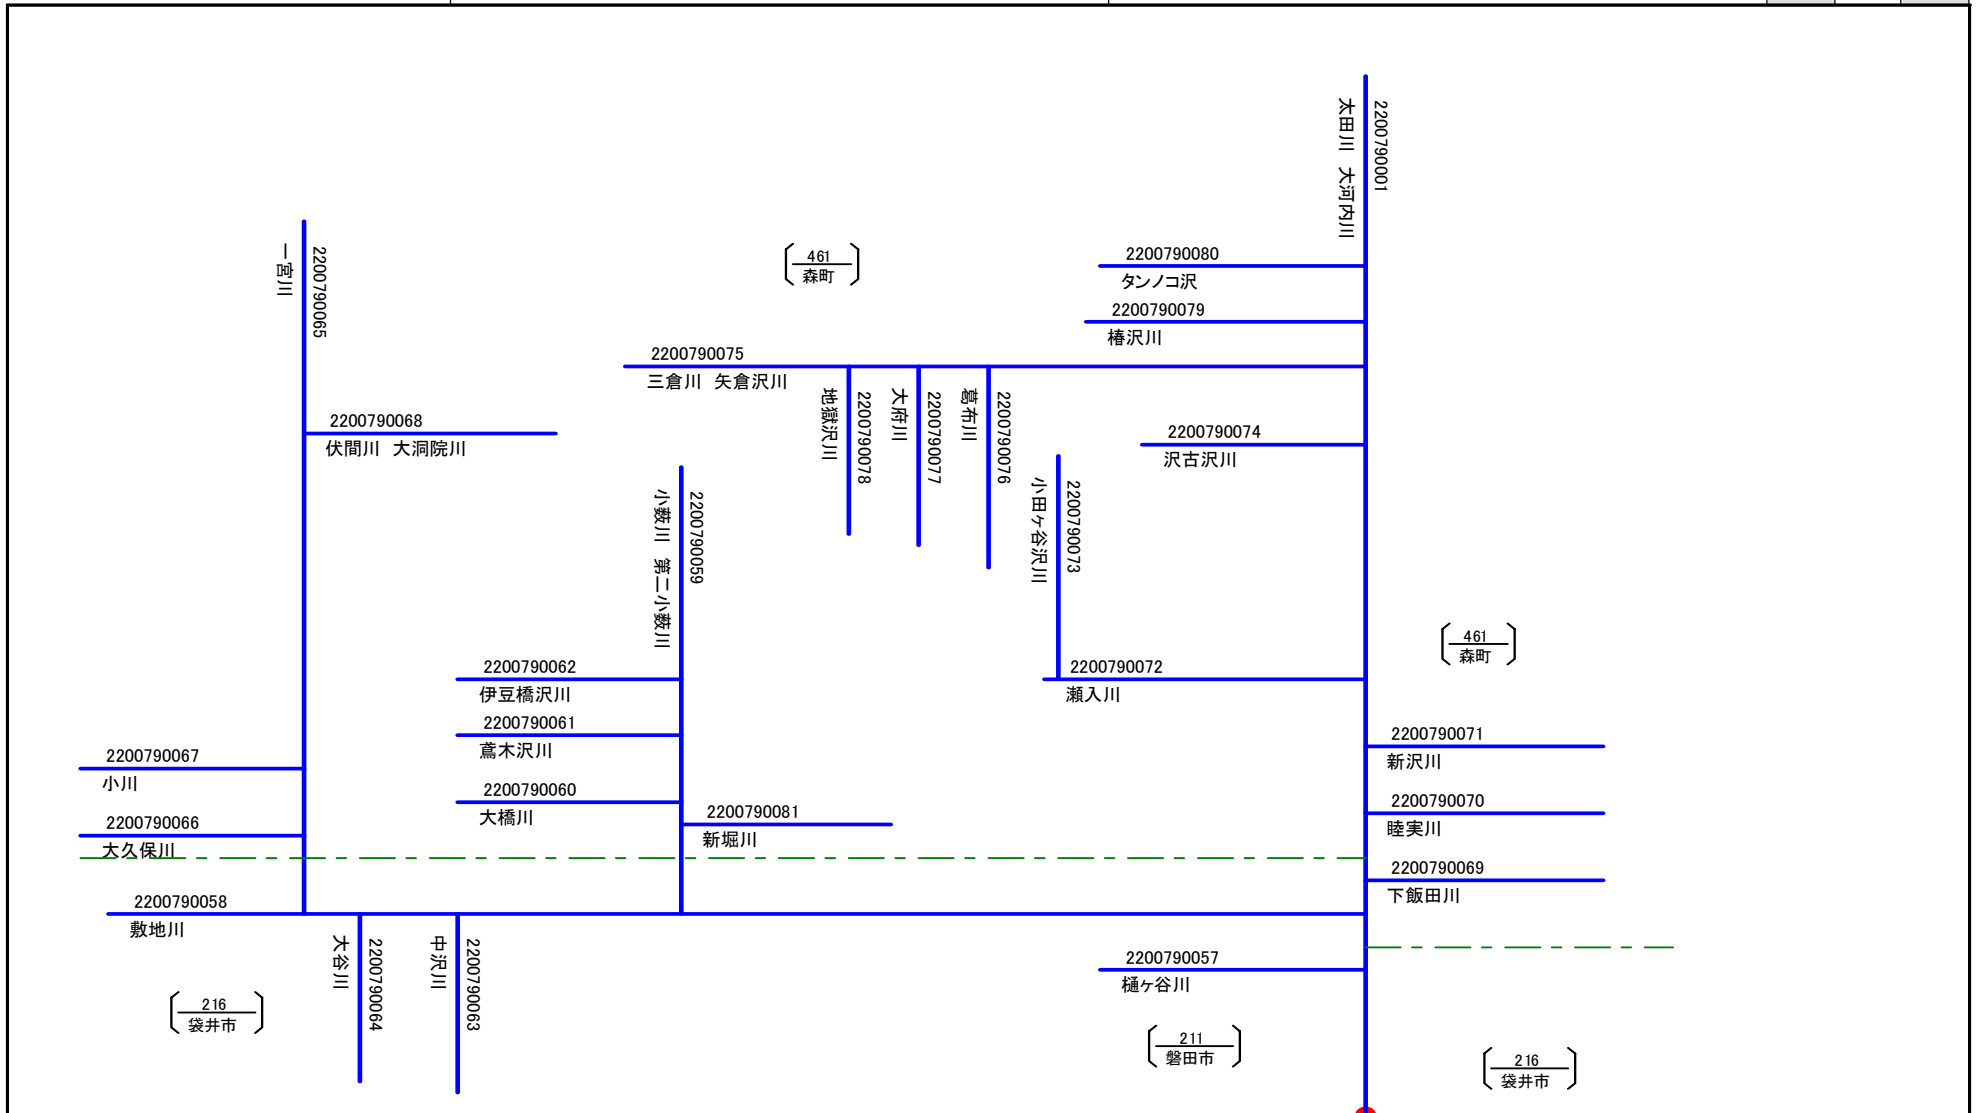 太田川　大河内川
2200790001
一宮川
2200790065
461
森町
2200790080
タンノコ沢
2200790079
椿沢川
2200790075
三倉川　矢倉沢川
地獄沢川
2200790078
大府川
2200790077
葛布川
2200790076
2200790068
伏間川　大洞院川
2200790074
沢古沢川
小田ヶ谷沢川
2200790073
小薮川　第二小薮川
2200790059
461
森町
2200790062
伊豆橋沢川
2200790072
瀬入川
2200790061
鳶木沢川
2200790071
新沢川
2200790067
小川
2200790060
大橋川
2200790081
新堀川
2200790070
睦実川
2200790066
大久保川
2200790069
下飯田川
2200790058
敷地川
大谷川
2200790064
中沢川
2200790063
2200790057
樋ヶ谷川
216
袋井市
211
磐田市
216
袋井市